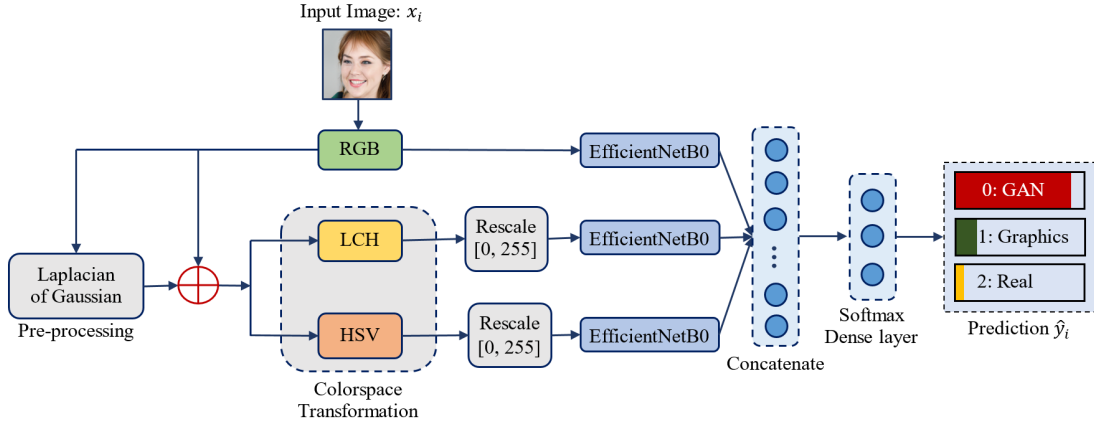 Input Image: xᵢ
RGB
EfficientNetB0
LCH
Rescale
[0, 255]
EfficientNetB0
Laplacian
of Gaussian
Pre-processing
HSV
Rescale
[0, 255]
EfficientNetB0
Colorspace
Transformation
Concatenate
Softmax
Dense layer
0: GAN
1: Graphics
2: Real
Prediction ŷᵢ